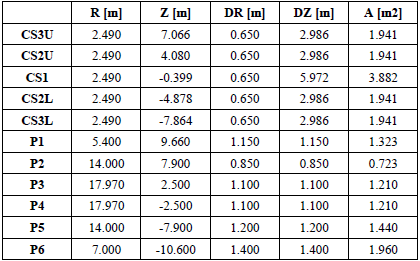 R [m] Z [m] DR [m] DZ [m] A [m2]
CS3U 2.490 7.066 0.650 2.986 1.941
CS2U 2.490 4.080 0.650 2.986 1.941
CS1 2.490 -0.399 0.650 5.972 3.882
CS2L 2.490 -4.878 0.650 2.986 1.941
CS3L 2.490 -7.864 0.650 2.986 1.941
P1 5.400 9.660 1.150 1.150 1.323
P2 14.000 7.900 0.850 0.850 0.723
P3 17.970 2.500 1.100 1.100 1.210
P4 17.970 -2.500 1.100 1.100 1.210
P5 14.000 -7.900 1.200 1.200 1.440
P6 7.000 -10.600 1.400 1.400 1.960